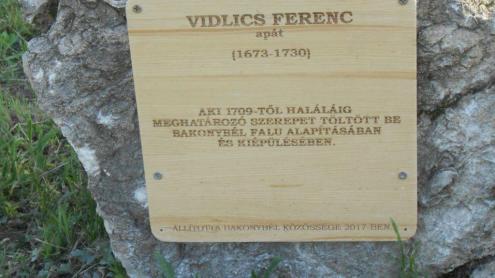 VIDLICS FERENC
apát
(1673-1730)
AKI 1709-TŐL HALÁLÁIG
MEGHATÁROZÓ SZEREPET TÖLTÖTT BE
BAKONYBÉL FALU ALAPÍTÁSÁBAN
ÉS KIÉPÜLÉSÉBEN.
ÁLLÍTOTTA BAKONYBÉL KÖZÖSSÉGE 2017-BEN